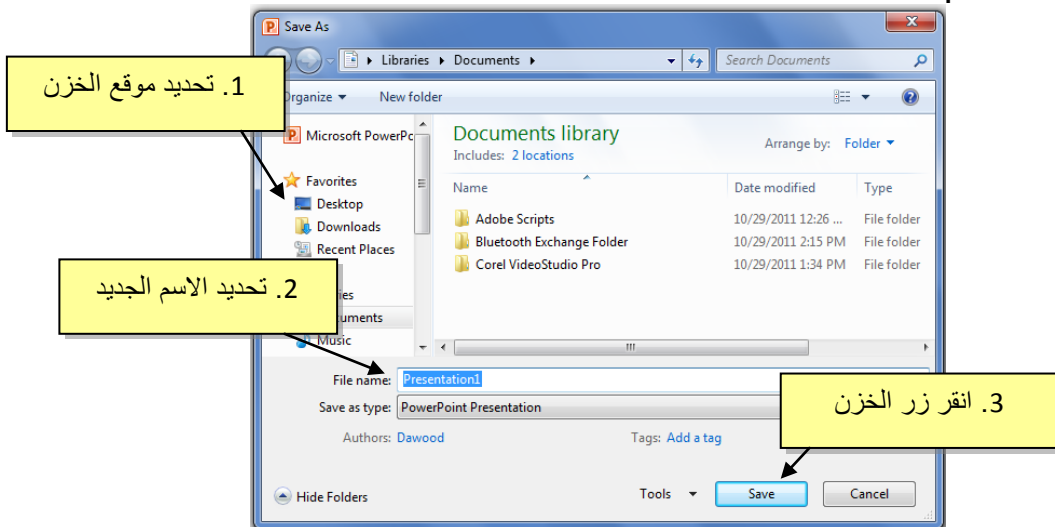 Save As
Libraries Documents
Search Documents
1. تحديد موقع الخزن
Organize New folder
Microsoft PowerPc
Documents library
Includes: 2 locations
Arrange by: Folder
Favorites
Name Date modified Type
Desktop
Adobe Scripts 10/29/2011 12:26 ... File folder
Downloads
Bluetooth Exchange Folder 10/29/2011 2:15 PM File folder
Recent Places
Corel VideoStudio Pro 10/29/2011 1:34 PM File folder
2. تحديد الاسم الجديد
Music
File name: Presentation1
Save as type: PowerPoint Presentation
3. انقر زر الخزن
Authors: Dawood Tags: Add a tag
Hide Folders Tools Save Cancel